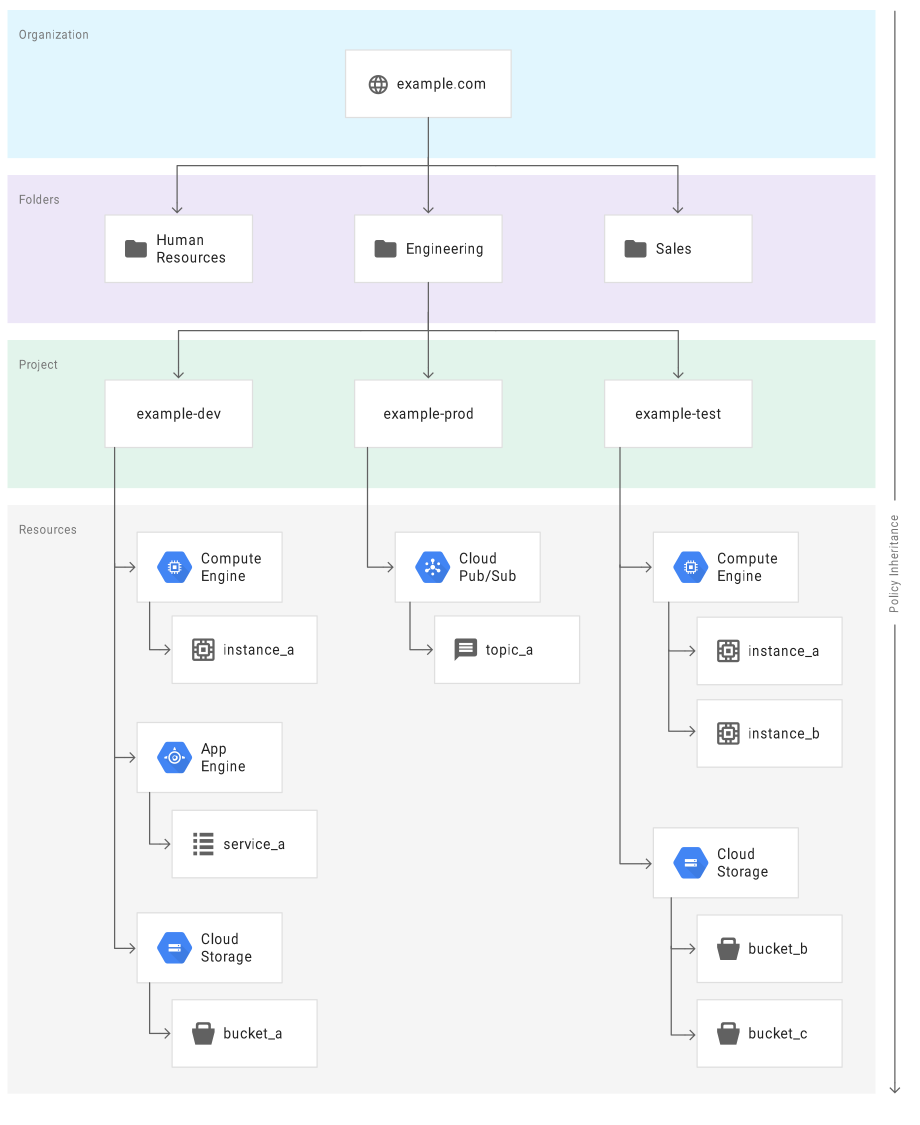 Organization
example.com
Folders
Human
Resources
Engineering
Sales
Project
example-dev
example-prod
example-test
Resources
Compute
Engine
instance_a
App
Engine
service_a
Cloud
Storage
bucket_a
Cloud
Pub/Sub
topic_a
Compute
Engine
instance_a
instance_b
Cloud
Storage
bucket_b
bucket_c
Policy Inheritance